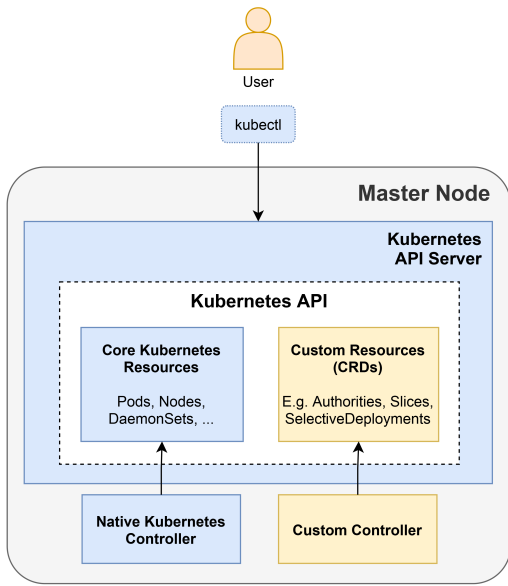 User
kubectl
Master Node
Kubernetes
API Server
Kubernetes API
Core Kubernetes
Resources
Pods, Nodes,
DaemonSets, ...
Custom Resources
(CRDs)
E.g. Authorities, Slices,
SelectiveDeployments
Native Kubernetes
Controller
Custom Controller